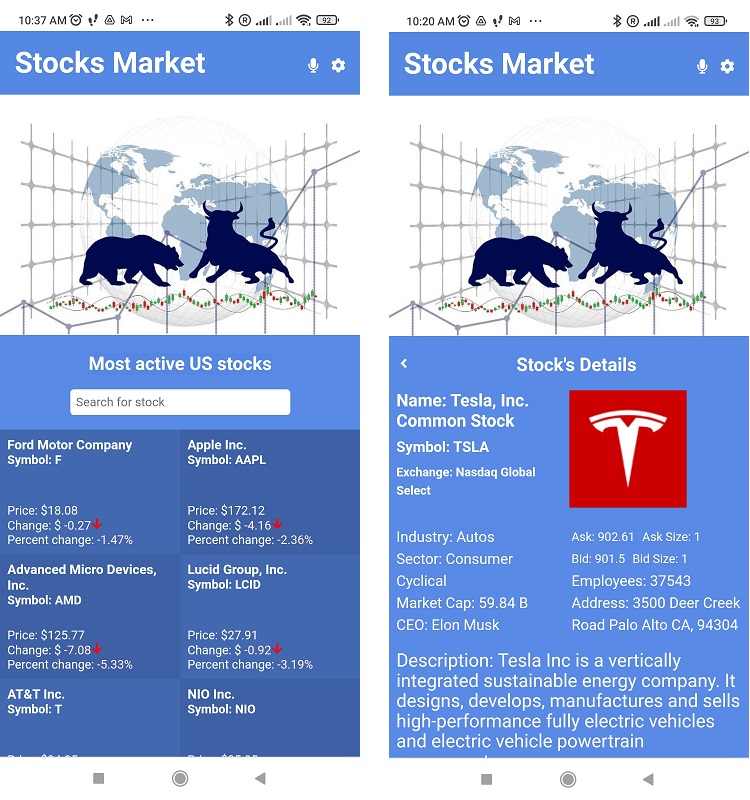 10:37 AM
92
Stocks Market
Most active US stocks
Search for stock
Ford Motor Company
Symbol: F
Price: $18.08
Change: $ -0.27
Percent change: -1.47%
Apple Inc.
Symbol: AAPL
Price: $172.12
Change: $ -4.16
Percent change: -2.36%
Advanced Micro Devices,
Inc.
Symbol: AMD
Price: $125.77
Change: $ -7.08
Percent change: -5.33%
Lucid Group, Inc.
Symbol: LCID
Price: $27.91
Change: $ -0.92
Percent change: -3.19%
AT&T Inc.
Symbol: T
NIO Inc.
Symbol: NIO
10:20 AM
93
Stocks Market
Stock's Details
Name: Tesla, Inc.
Common Stock
Symbol: TSLA
Exchange: Nasdaq Global
Select
Industry: Autos
Sector: Consumer
Cyclical
Market Cap: 59.84 B
CEO: Elon Musk
Ask: 902.61 Ask Size: 1
Bid: 901.5 Bid Size: 1
Employees: 37543
Address: 3500 Deer Creek
Road Palo Alto CA, 94304
Description: Tesla Inc is a vertically
integrated sustainable energy company. It
designs, develops, manufactures and sells
high-performance fully electric vehicles
and electric vehicle powertrain